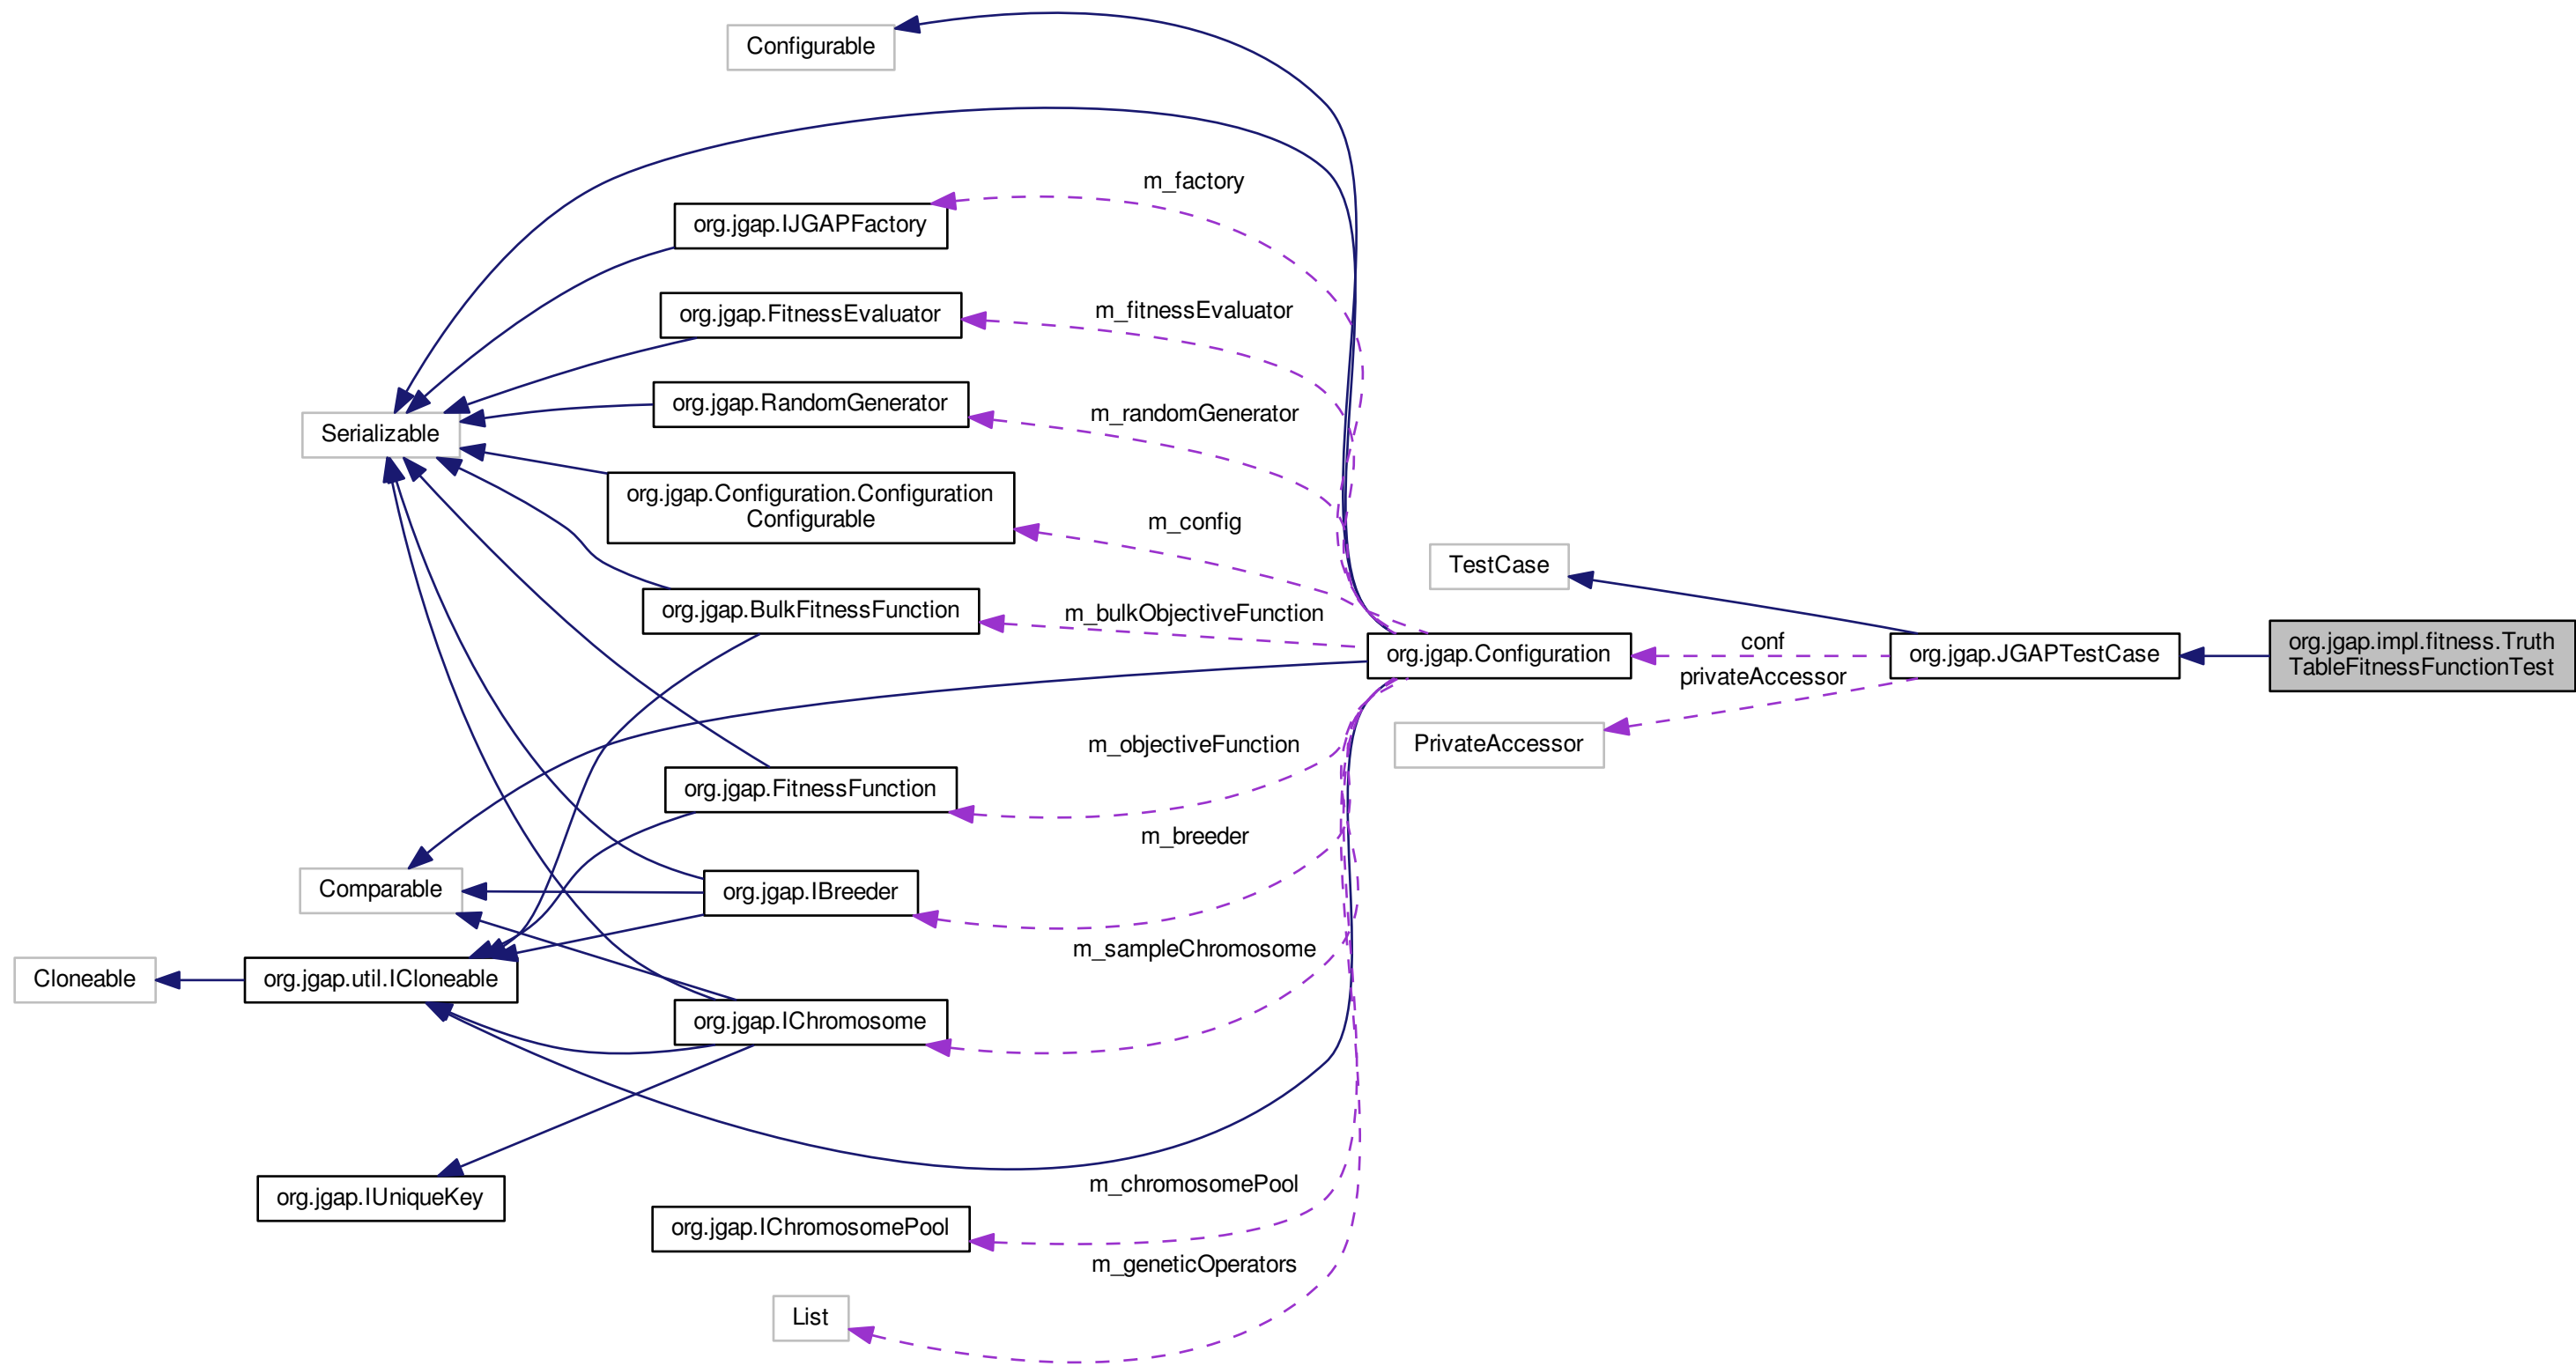 Configurable
m_factory
org.jgap.IJGAPFactory
m_fitnessEvaluator
org.jgap.FitnessEvaluator
org.jgap.RandomGenerator
m_randomGenerator
Serializable
org.jgap.Configuration.Configuration
Configurable
m_config
TestCase
org.jgap.BulkFitnessFunction
m_bulkObjectiveFunction
org.jgap.Configuration
conf
org.jgap.JGAPTestCase
org.jgap.impl.fitness.Truth
TableFitnessFunctionTest
privateAccessor
PrivateAccessor
m_objectiveFunction
org.jgap.FitnessFunction
m_breeder
Comparable
org.jgap.IBreeder
m_sampleChromosome
Cloneable
org.jgap.util.ICloneable
org.jgap.IChromosome
org.jgap.IUniqueKey
m_chromosomePool
org.jgap.IChromosomePool
m_geneticOperators
List